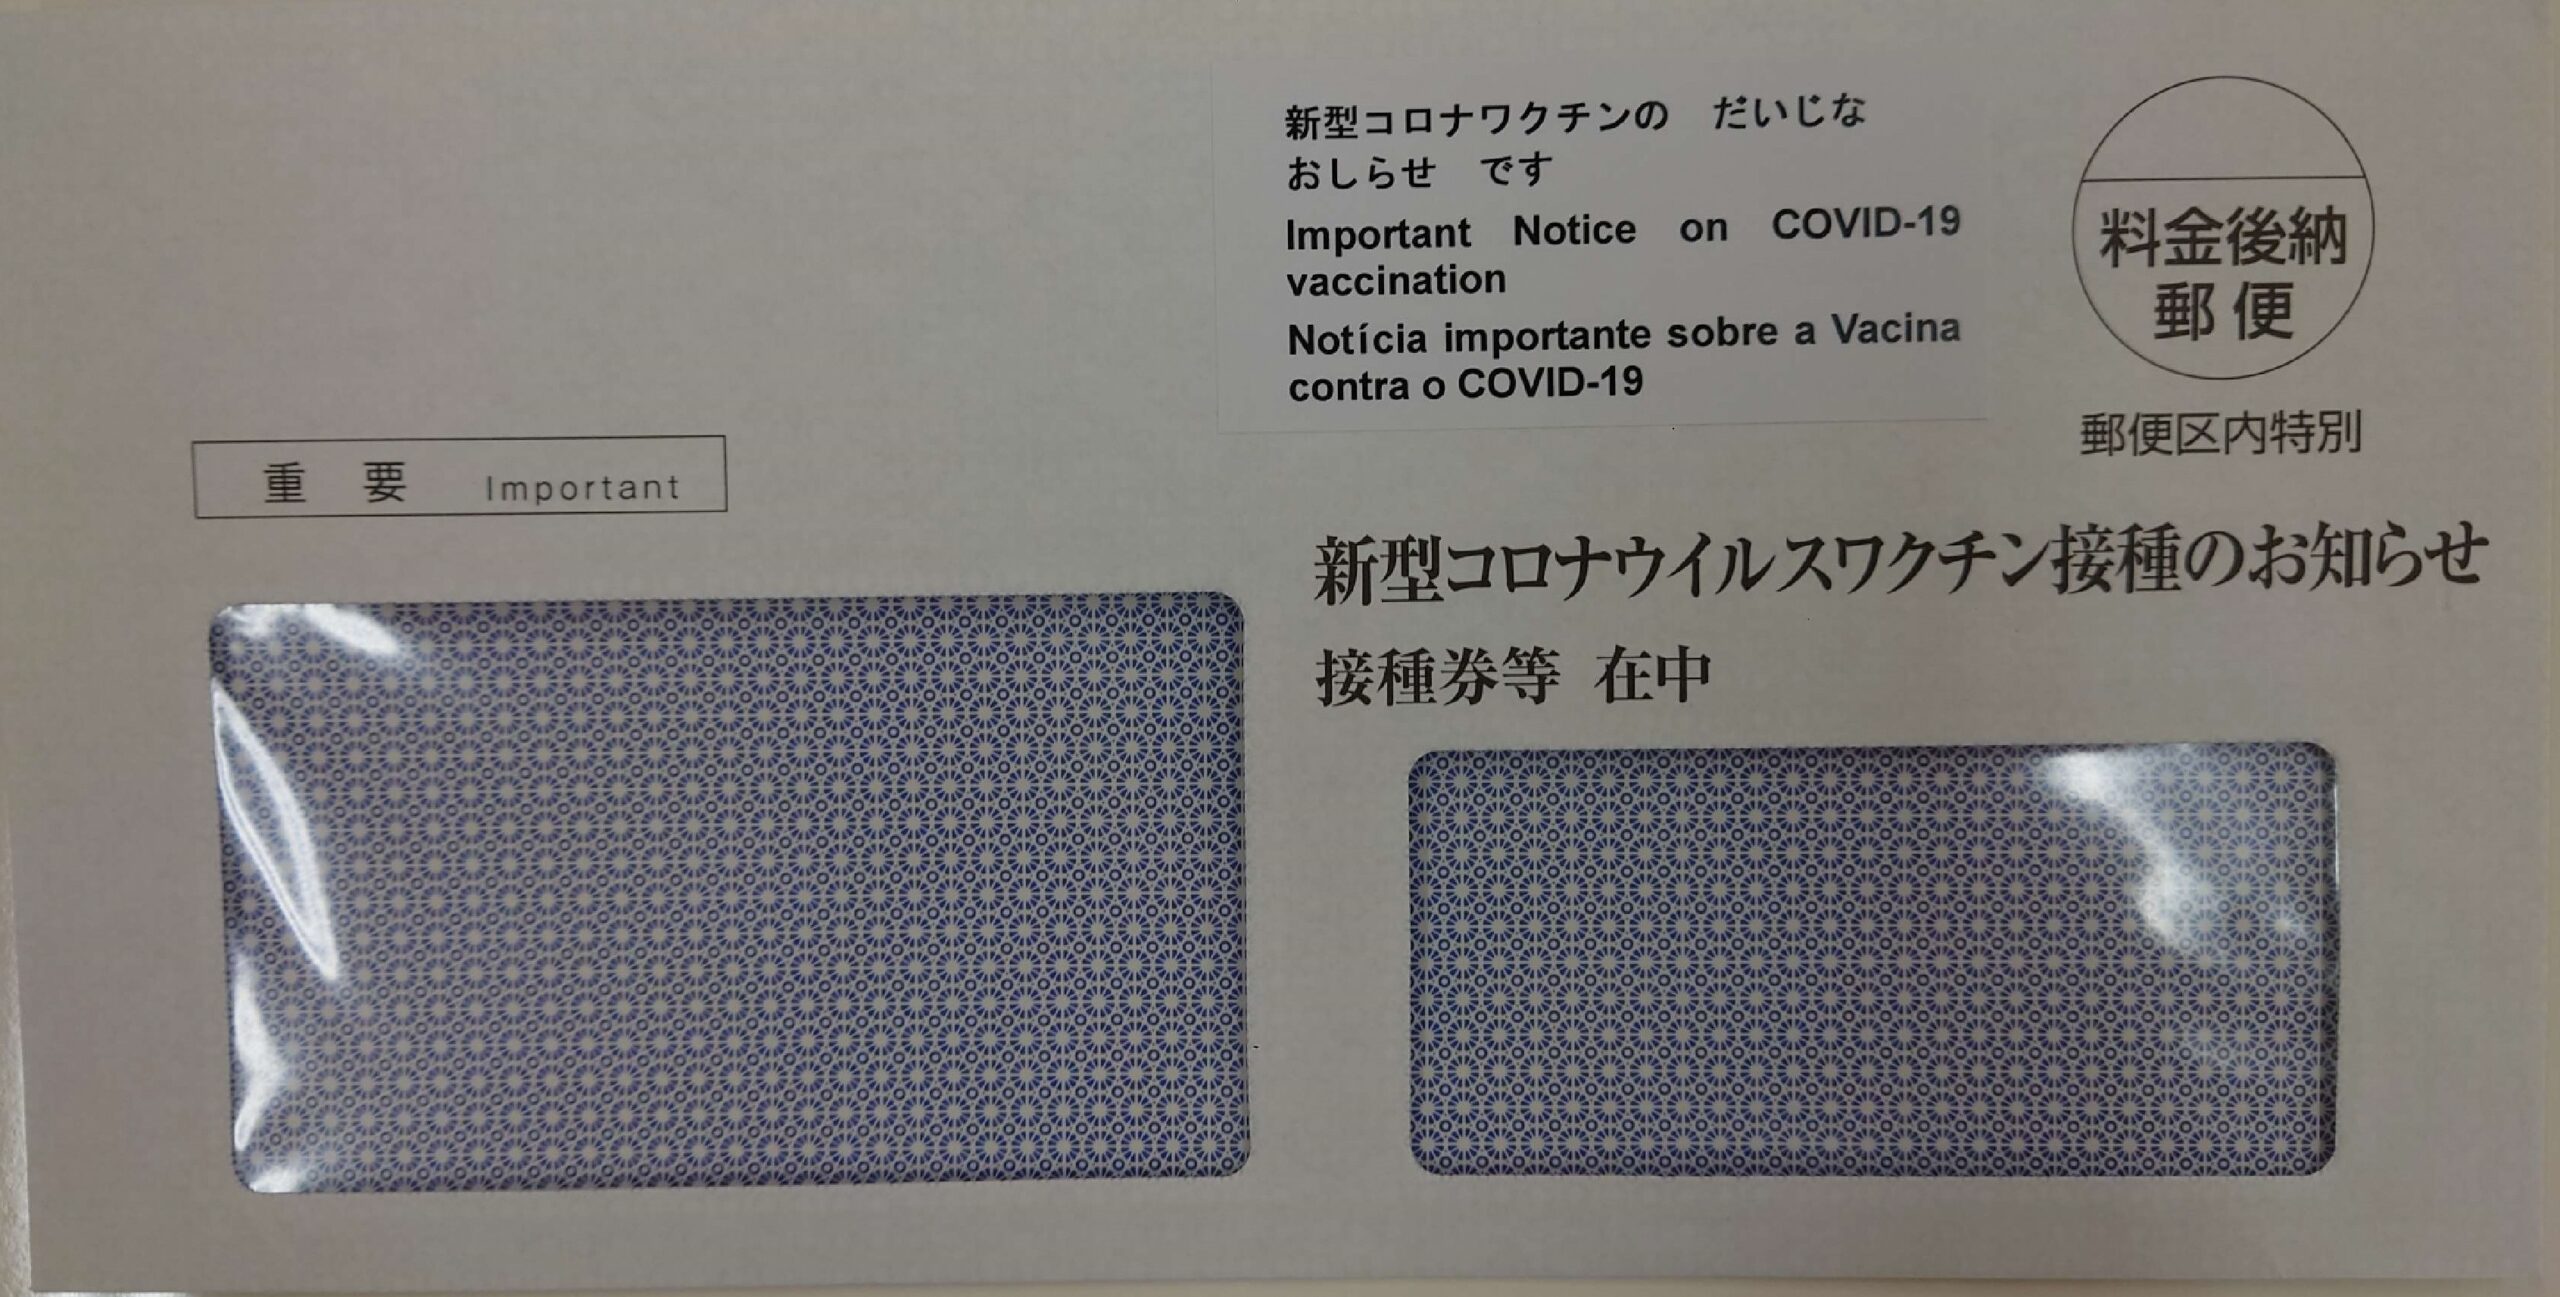 新型コロナワクチンの　だいじな
おしらせ　です
Important Notice on COVID-19
vaccination
Notícia importante sobre a Vacina
contra o COVID-19
料金後納
郵便
郵便区内特別
重 要 Important
新型コロナウイルスワクチン接種のお知らせ
接種券等 在中